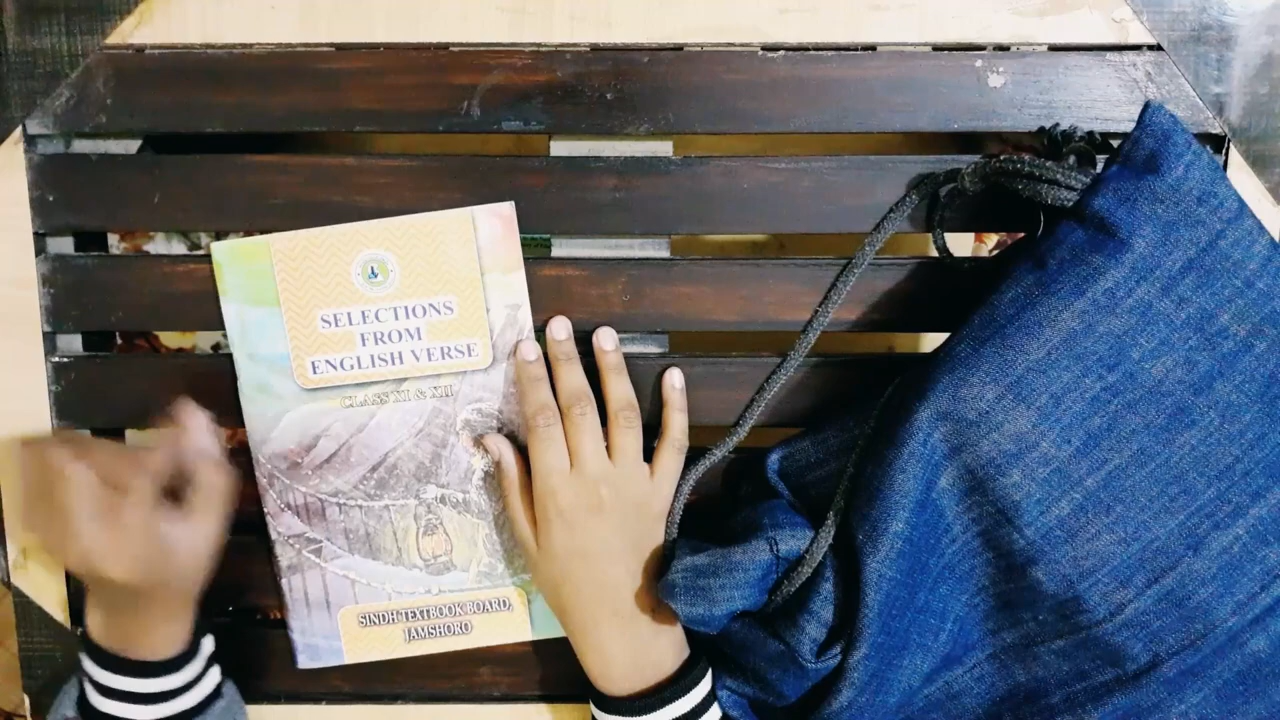 SELECTIONS
FROM
ENGLISH VERSE
CLASS XI & XII
SINDH TEXTBOOK BOARD,
JAMSHORO